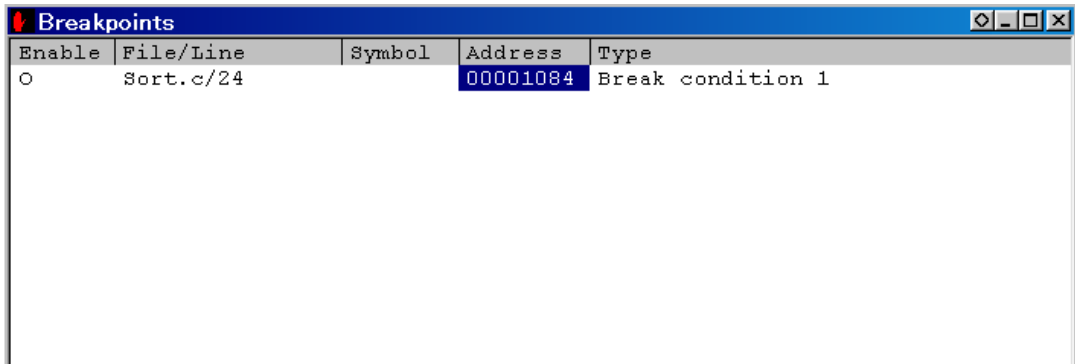 Breakpoints
Enable File/Line Symbol Address Type
O Sort.c/24 00001084 Break condition 1